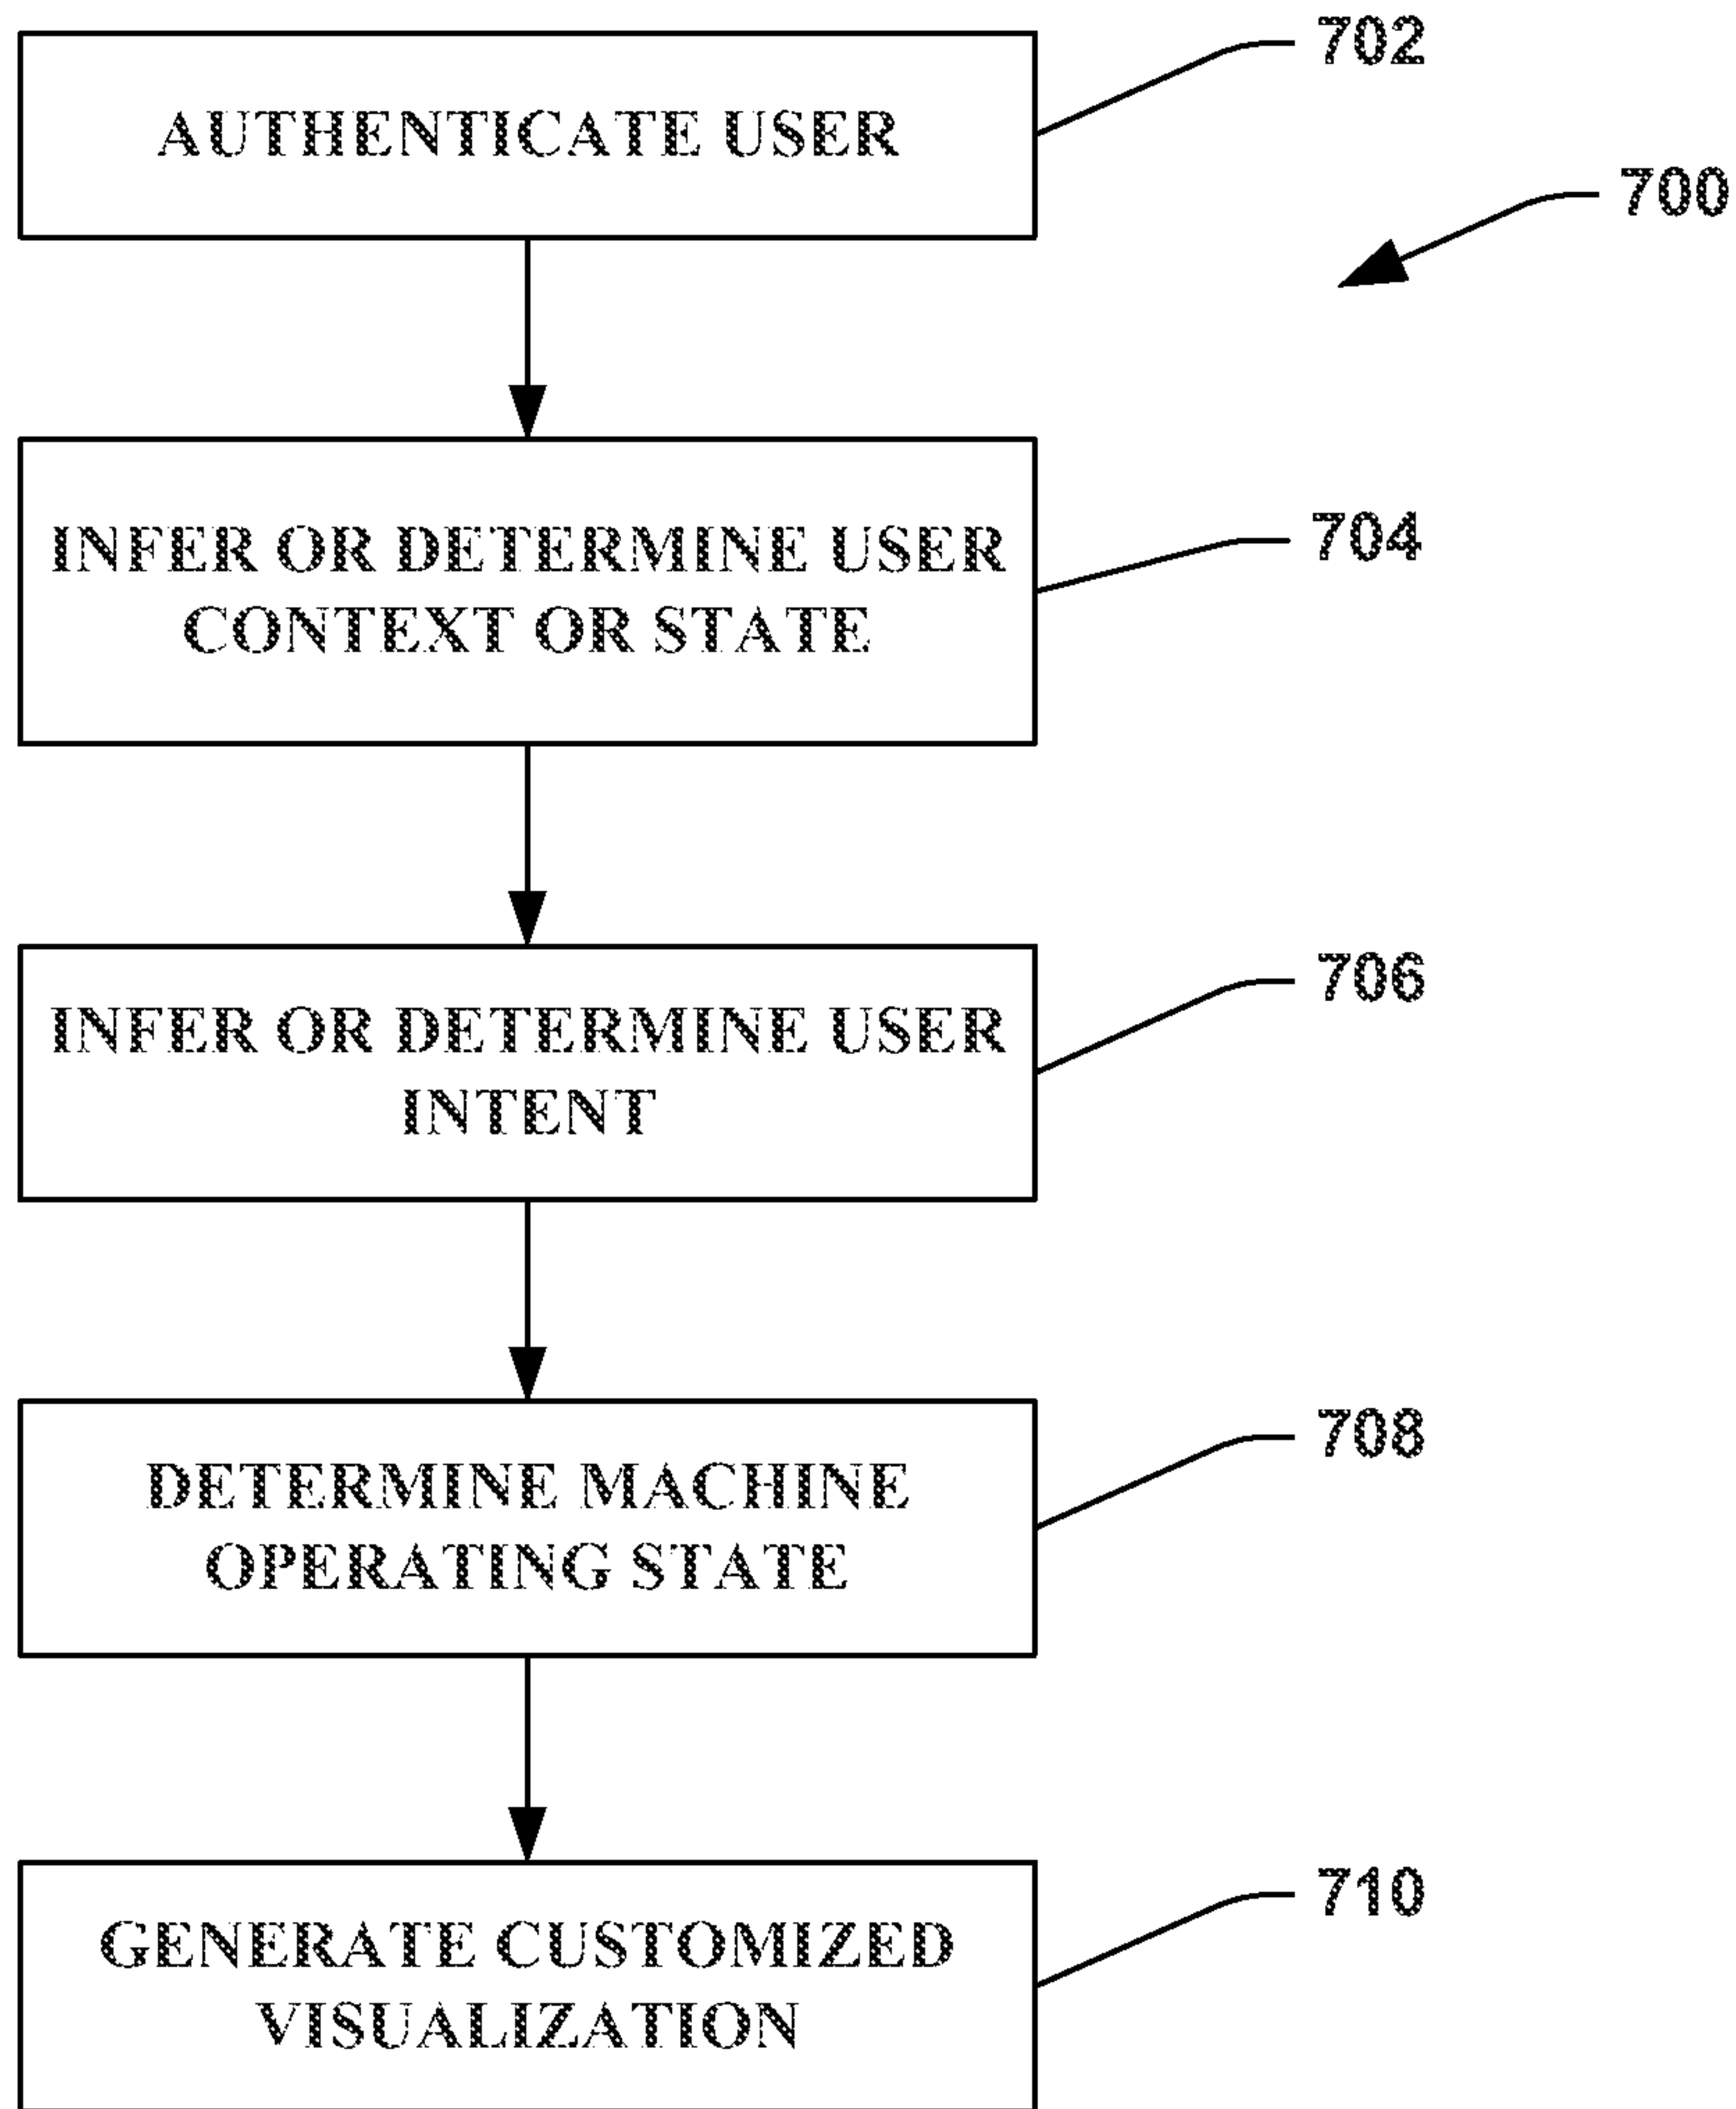 702
AUTHENTICATE USER
700
704
INFER OR DETERMINE USER
CONTEXT OR STATE
706
INFER OR DETERMINE USER
INTENT
708
DETERMINE MACHINE
OPERATING STATE
710
GENERATE CUSTOMIZED
VISUALIZATION